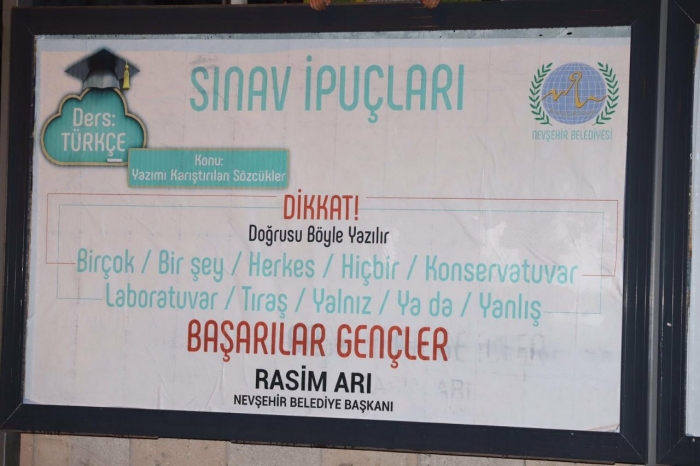 SINAV İPUÇLARI
Ders:
TÜRKÇE
NEVŞEHİR BELEDİYESİ
Konu:
Yazımı Karıştırılan Sözcükler
DİKKAT!
Doğrusu Böyle Yazılır
Birçok / Bir şey / Herkes / Hiçbir / Konservatuvar
Laboratuvar / Tıraş / Yalnız / Ya da / Yanlış
BAŞARILAR GENÇLER
RASİM ARI
NEVŞEHİR BELEDİYE BAŞKANI